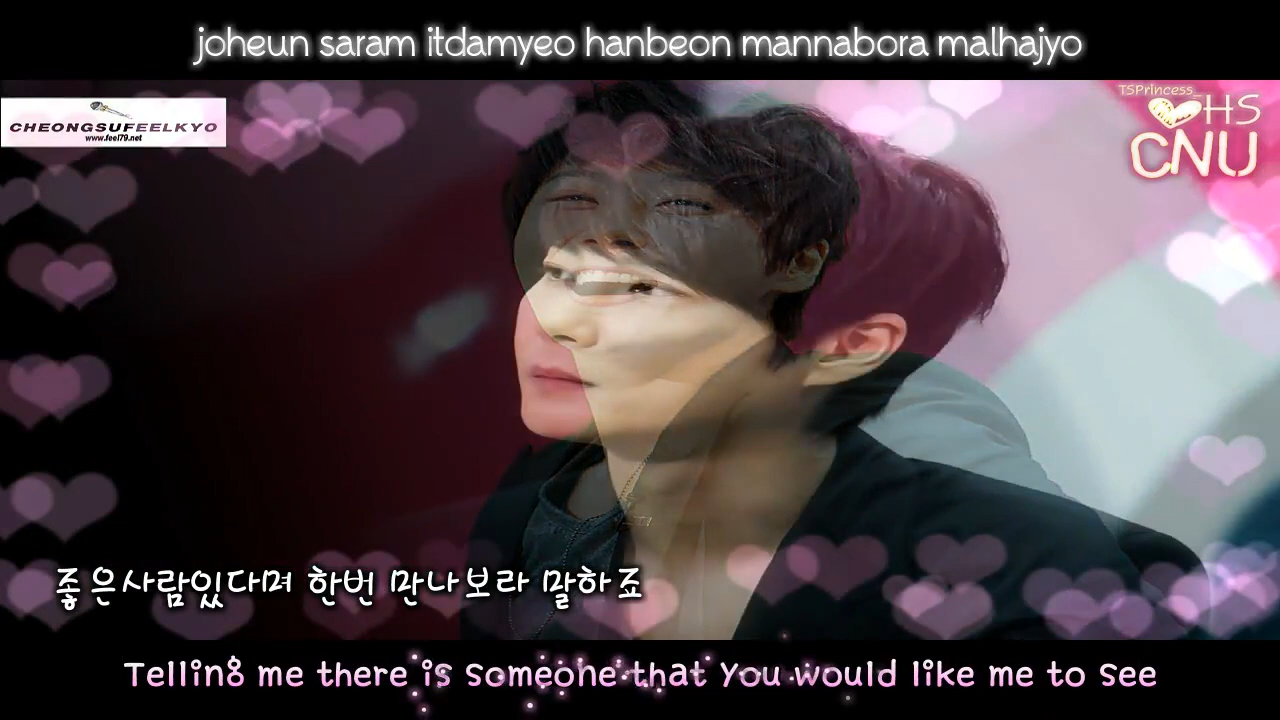 joheun saram itdamyeo hanbeon mannabora malhajyo
CHEONGSUFEELKYO
www.feel79.net
TSPrincess_
HS
CNU
좋은사람있다며 한번 만나보라 말하죠
Telling me there is someone that You would like me to see